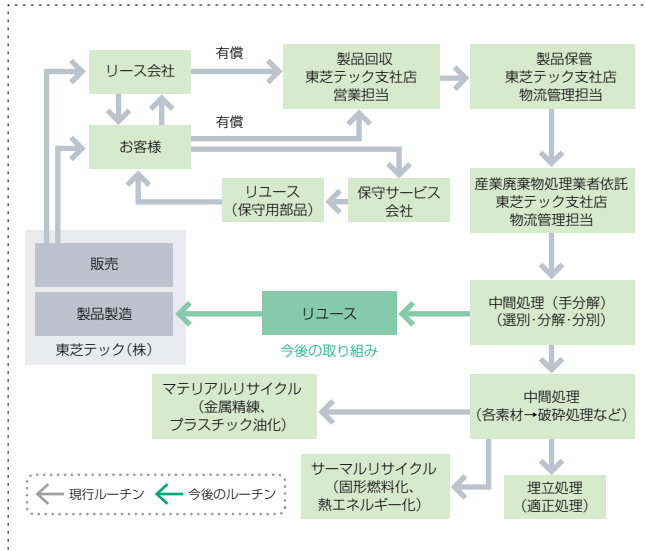 有償
リース会社
製品回収
東芝テック支社店
営業担当
製品保管
東芝テック支社店
物流管理担当
有償
お客様
リユース
（保守用部品）
保守サービス
会社
産業廃棄物処理業者依託
東芝テック支社店
物流管理担当
販売
製品製造
東芝テック（株）
リユース
今後の取り組み
中間処理（手分解）
（選別・分解・分別）
マテリアルリサイクル
（金属精練、
プラスチック油化）
中間処理
（各素材→破砕処理など）
サーマルリサイクル
（固形燃料化、
熱エネルギー化）
埋立処理
（適正処理）
現行ルーチン
今後のルーチン